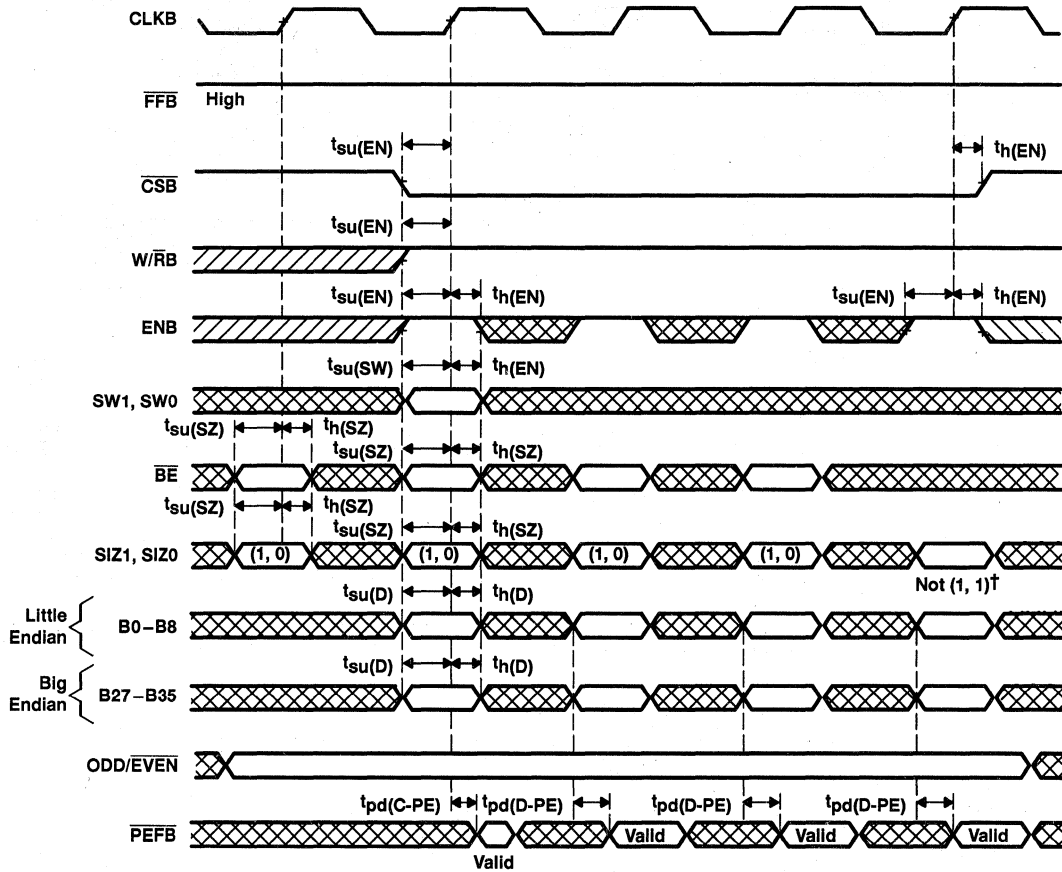 CLKB
FFB High
tsu(EN) th(EN)
CSB
tsu(EN)
W/RB
tsu(EN) th(EN) tsu(EN) th(EN)
ENB
tsu(SW) th(EN)
SW1, SW0
tsu(SZ) th(SZ)
tsu(SZ) th(SZ)
BE
tsu(SZ) th(SZ)
tsu(SZ) th(SZ)
SIZ1, SIZ0 (1, 0) (1, 0) (1, 0) (1, 0)
Not (1, 1)†
tsu(D) th(D)
Little Endian B0–B8
tsu(D) th(D)
Big Endian B27–B35
ODD/EVEN
tpd(C-PE) tpd(D-PE) tpd(D-PE) tpd(D-PE)
PEFB Valid Valid Valid
Valid